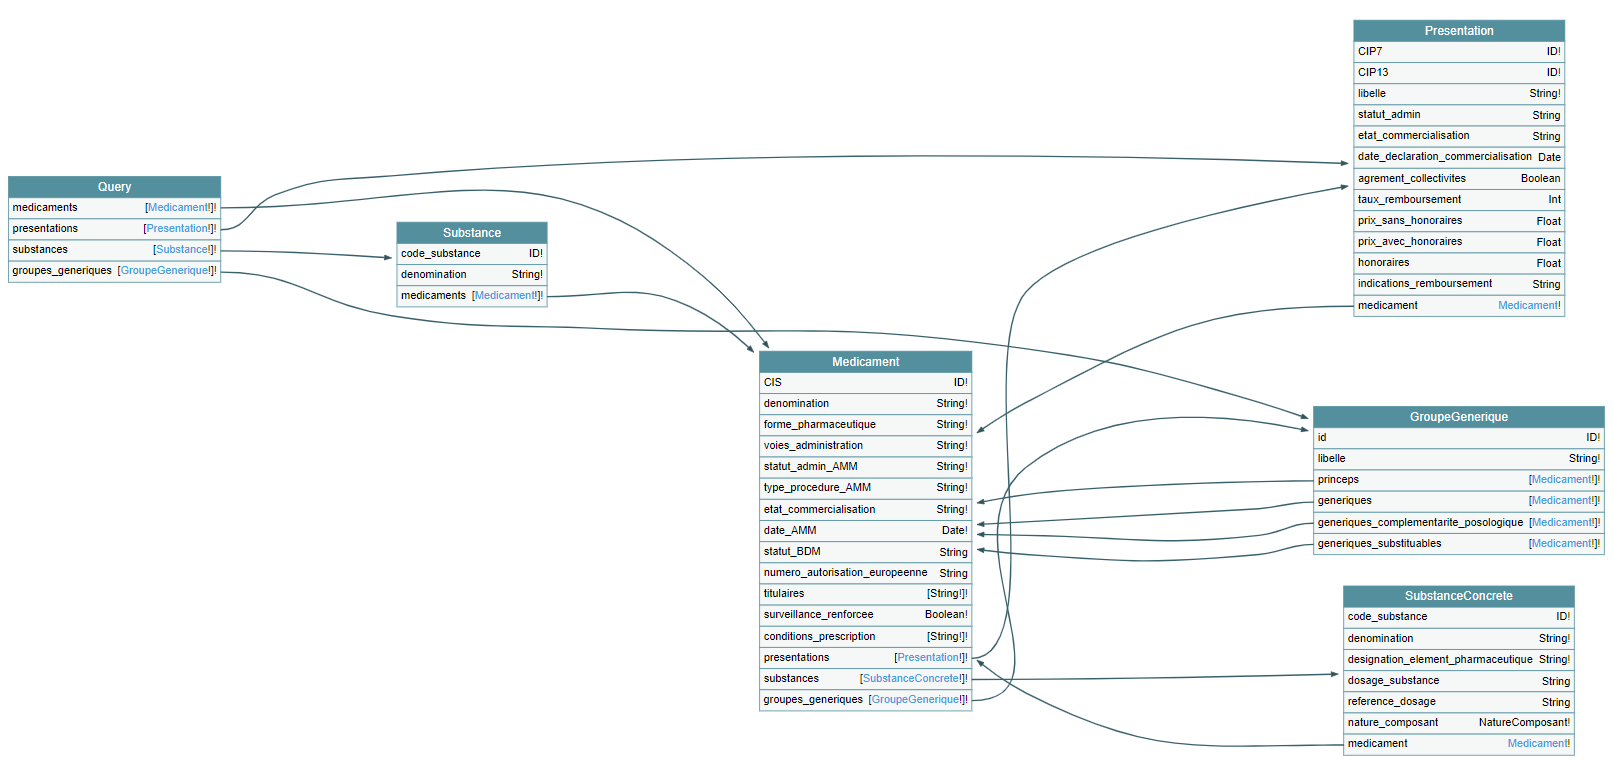 Query
medicaments [Medicament!]!
presentations [Presentation!]!
substances [Substance!]!
groupes_generiques [GroupeGenerique!]!
Substance
code_substance ID!
denomination String!
medicaments [Medicament!]!
Medicament
CIS ID!
denomination String!
forme_pharmaceutique String!
voies_administration String!
statut_admin_AMM String!
type_procedure_AMM String!
etat_commercialisation String!
date_AMM Date!
statut_BDM String
numero_autorisation_europeenne String
titulaires [String!]!
surveillance_renforcee Boolean!
conditions_prescription [String!]!
presentations [Presentation!]!
substances [SubstanceConcrete!]!
groupes_generiques [GroupeGenerique!]!
Presentation
CIP7 ID!
CIP13 ID!
libelle String!
statut_admin String
etat_commercialisation String
date_declaration_commercialisation Date
agrement_collectivites Boolean
taux_remboursement Int
prix_sans_honoraires Float
prix_avec_honoraires Float
honoraires Float
indications_remboursement String
medicament Medicament!
GroupeGenerique
id ID!
libelle String!
princeps [Medicament!]!
generiques [Medicament!]!
generiques_complementarite_posologique [Medicament!]!
generiques_substituables [Medicament!]!
SubstanceConcrete
code_substance ID!
denomination String!
designation_element_pharmaceutique String!
dosage_substance String
reference_dosage String
nature_composant NatureComposant!
medicament Medicament!